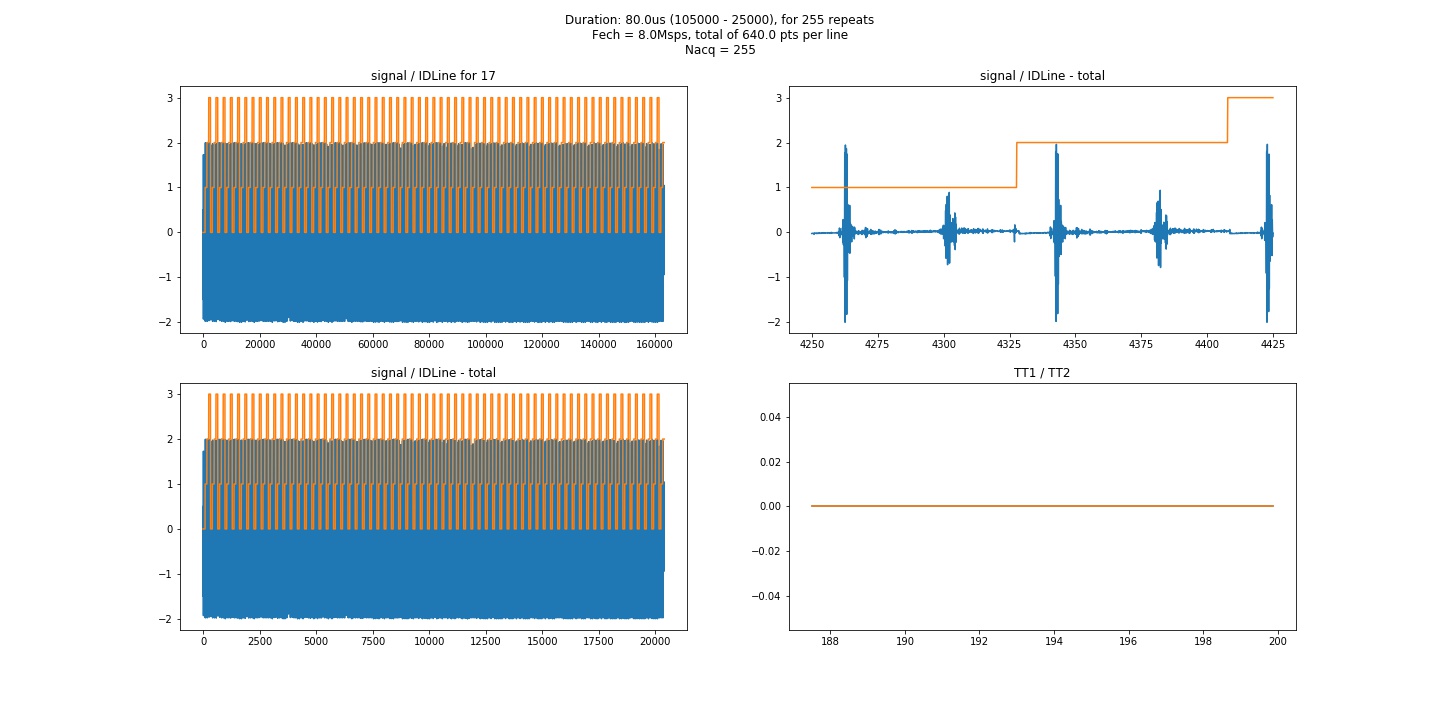 Duration: 80.0us (105000 - 25000), for 255 repeats
Fech = 8.0Msps, total of 640.0 pts per line
Nacq = 255
signal / IDLine for 17
3
2
1
0
−1
−2
0 20000 40000 60000 80000 100000 120000 140000 160000
signal / IDLine - total
3
2
1
0
−1
−2
4250 4275 4300 4325 4350 4375 4400 4425
signal / IDLine - total
3
2
1
0
−1
−2
0 2500 5000 7500 10000 12500 15000 17500 20000
TT1 / TT2
0.04
0.02
0.00
−0.02
−0.04
188 190 192 194 196 198 200